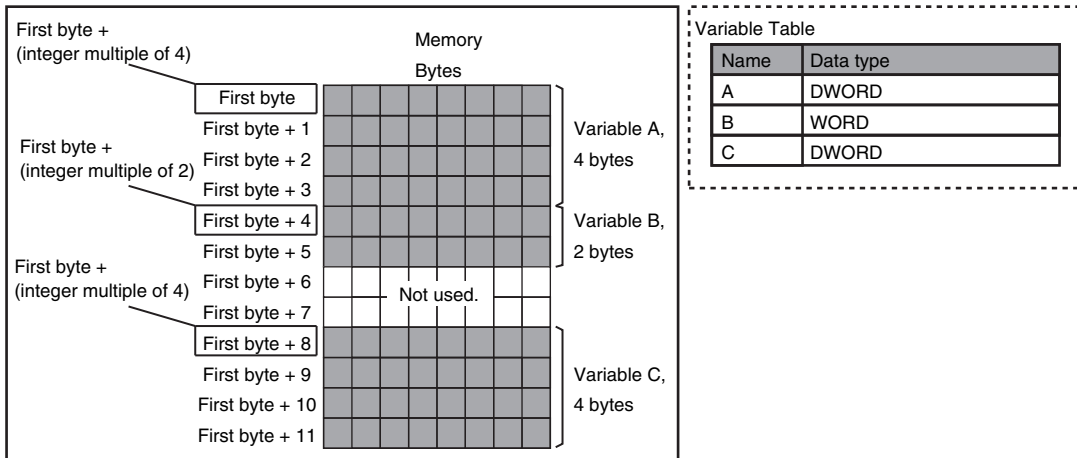 First byte +
(integer multiple of 4)
Memory
Bytes
First byte
First byte + 1
First byte + 2
First byte + 3
Variable A,
4 bytes
First byte +
(integer multiple of 2)
First byte + 4
First byte + 5
Variable B,
2 bytes
First byte +
(integer multiple of 4)
First byte + 6
First byte + 7
Not used.
First byte + 8
First byte + 9
First byte + 10
First byte + 11
Variable C,
4 bytes
Variable Table
Name Data type
A DWORD
B WORD
C DWORD